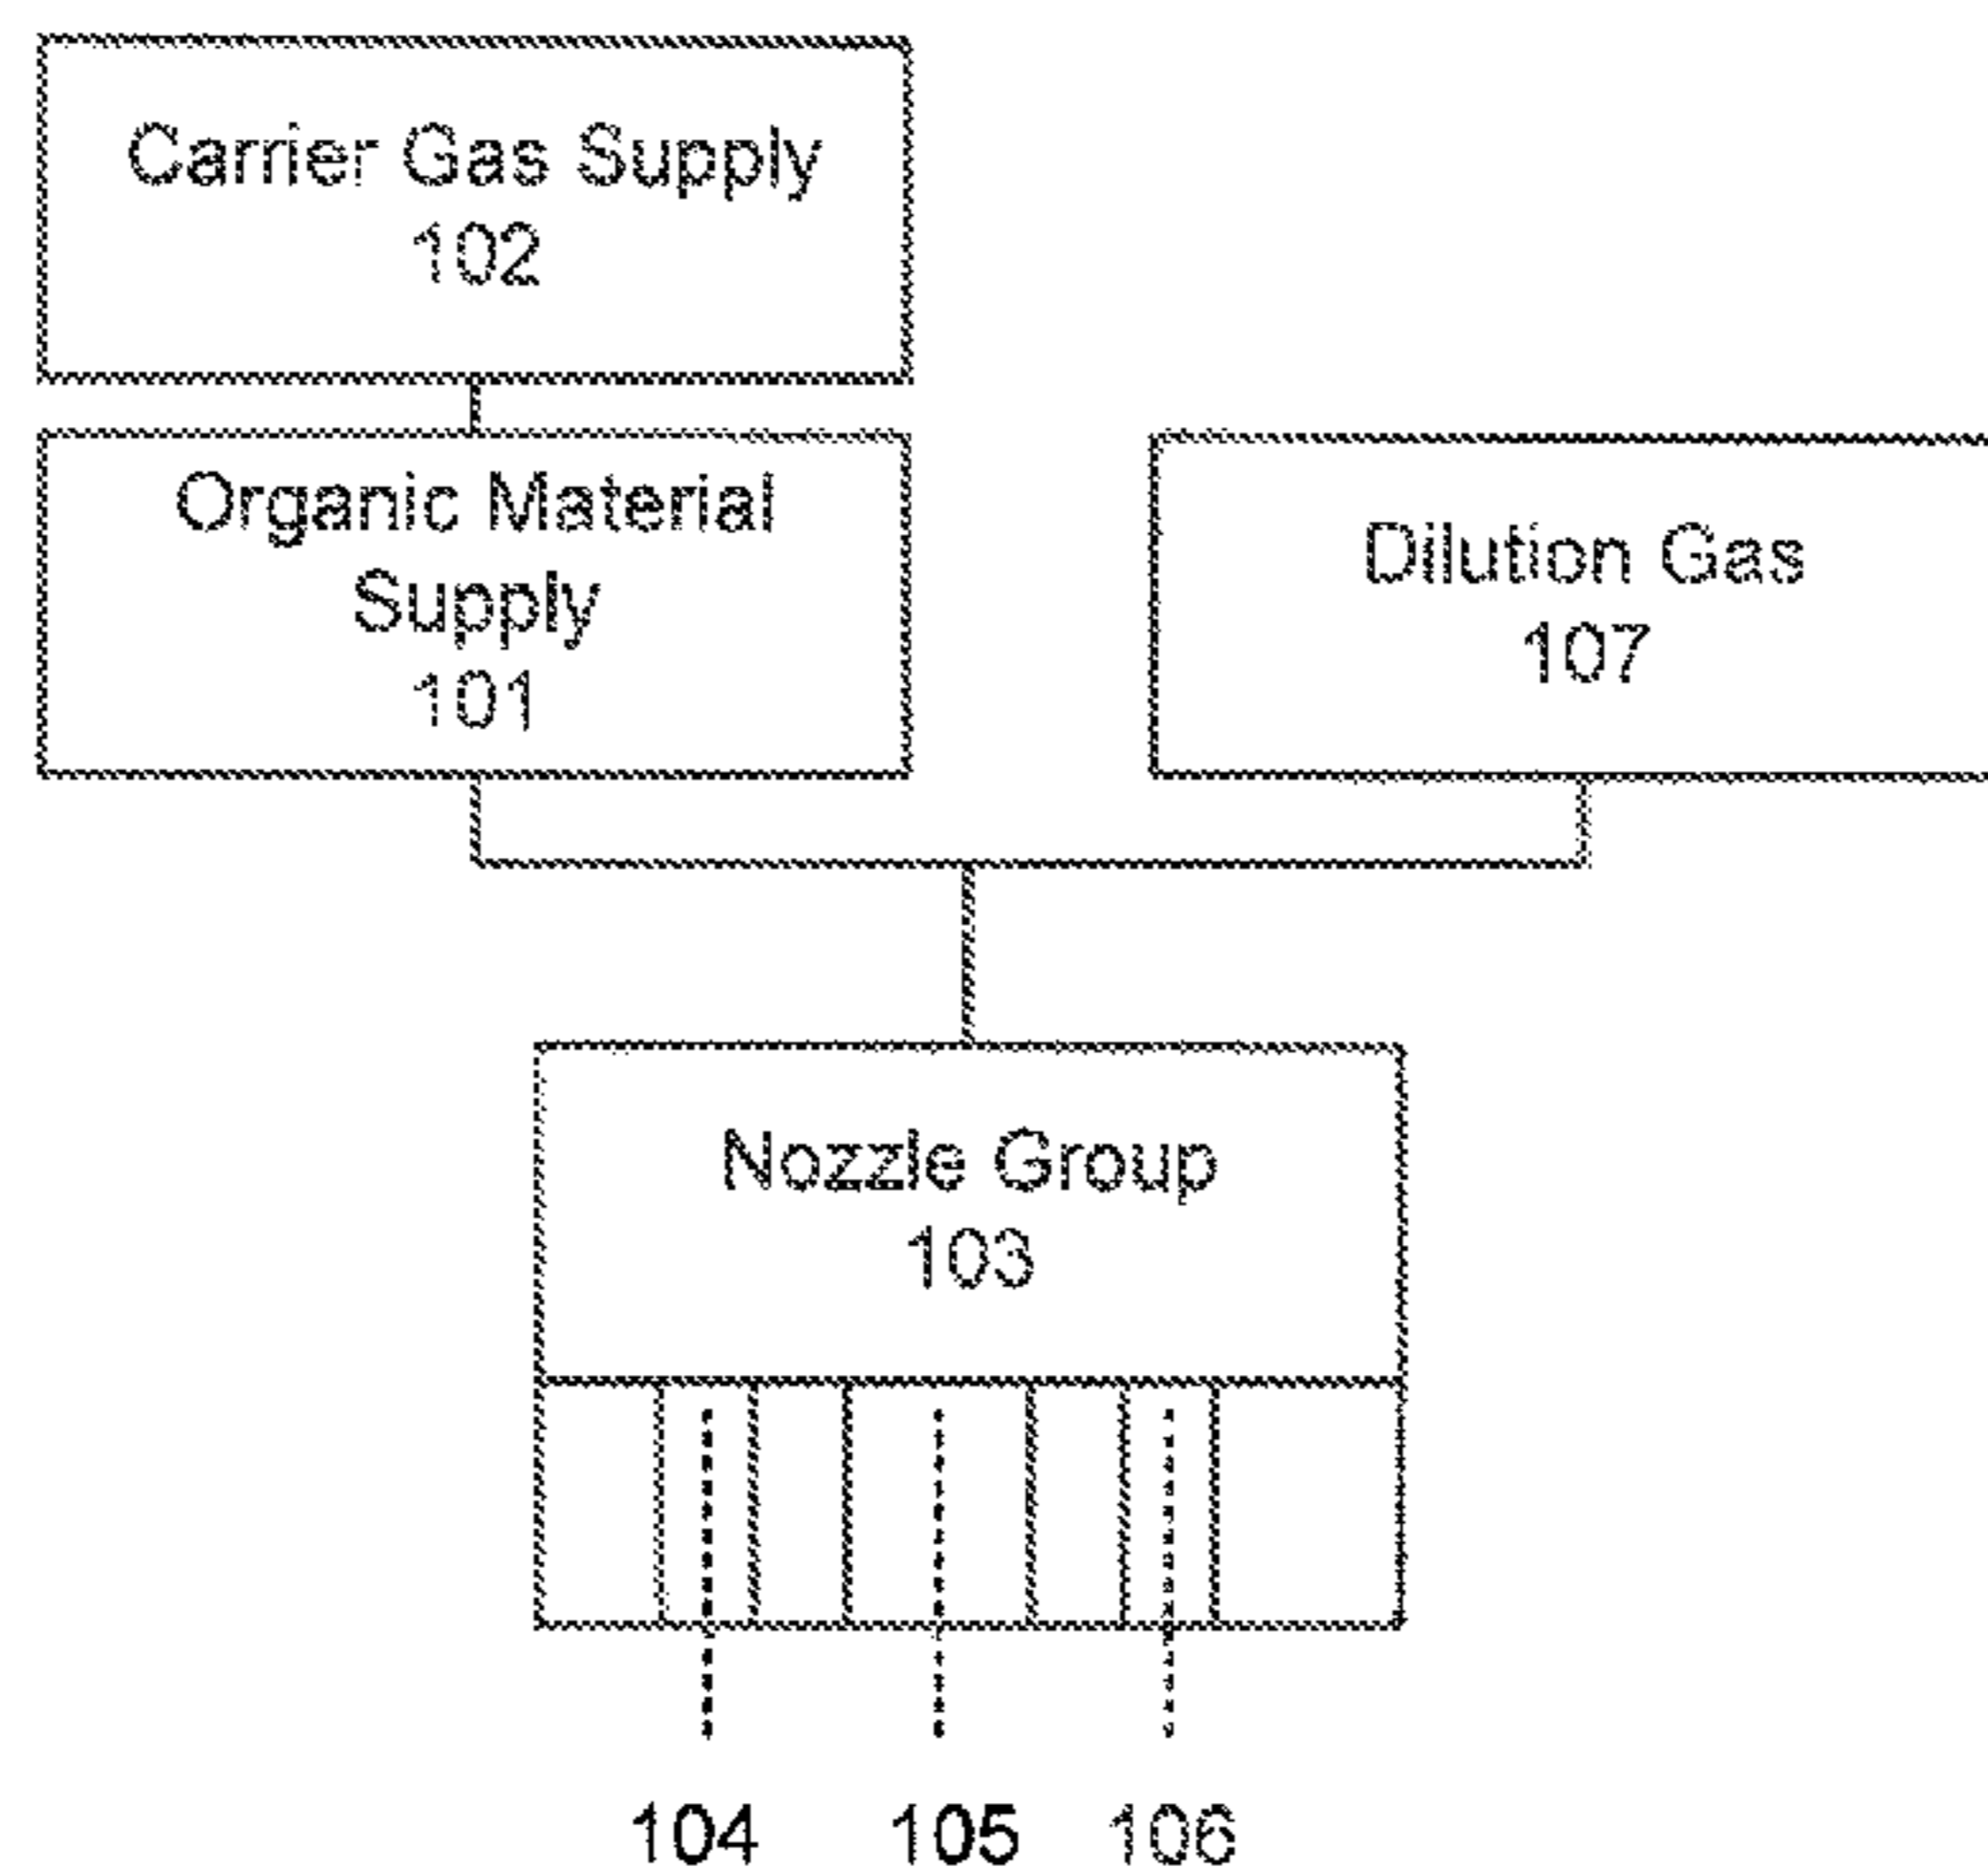 Carrier Gas Supply
102
Organic Material
Supply
101
Dilution Gas
107
Nozzle Group
103
104 105 106